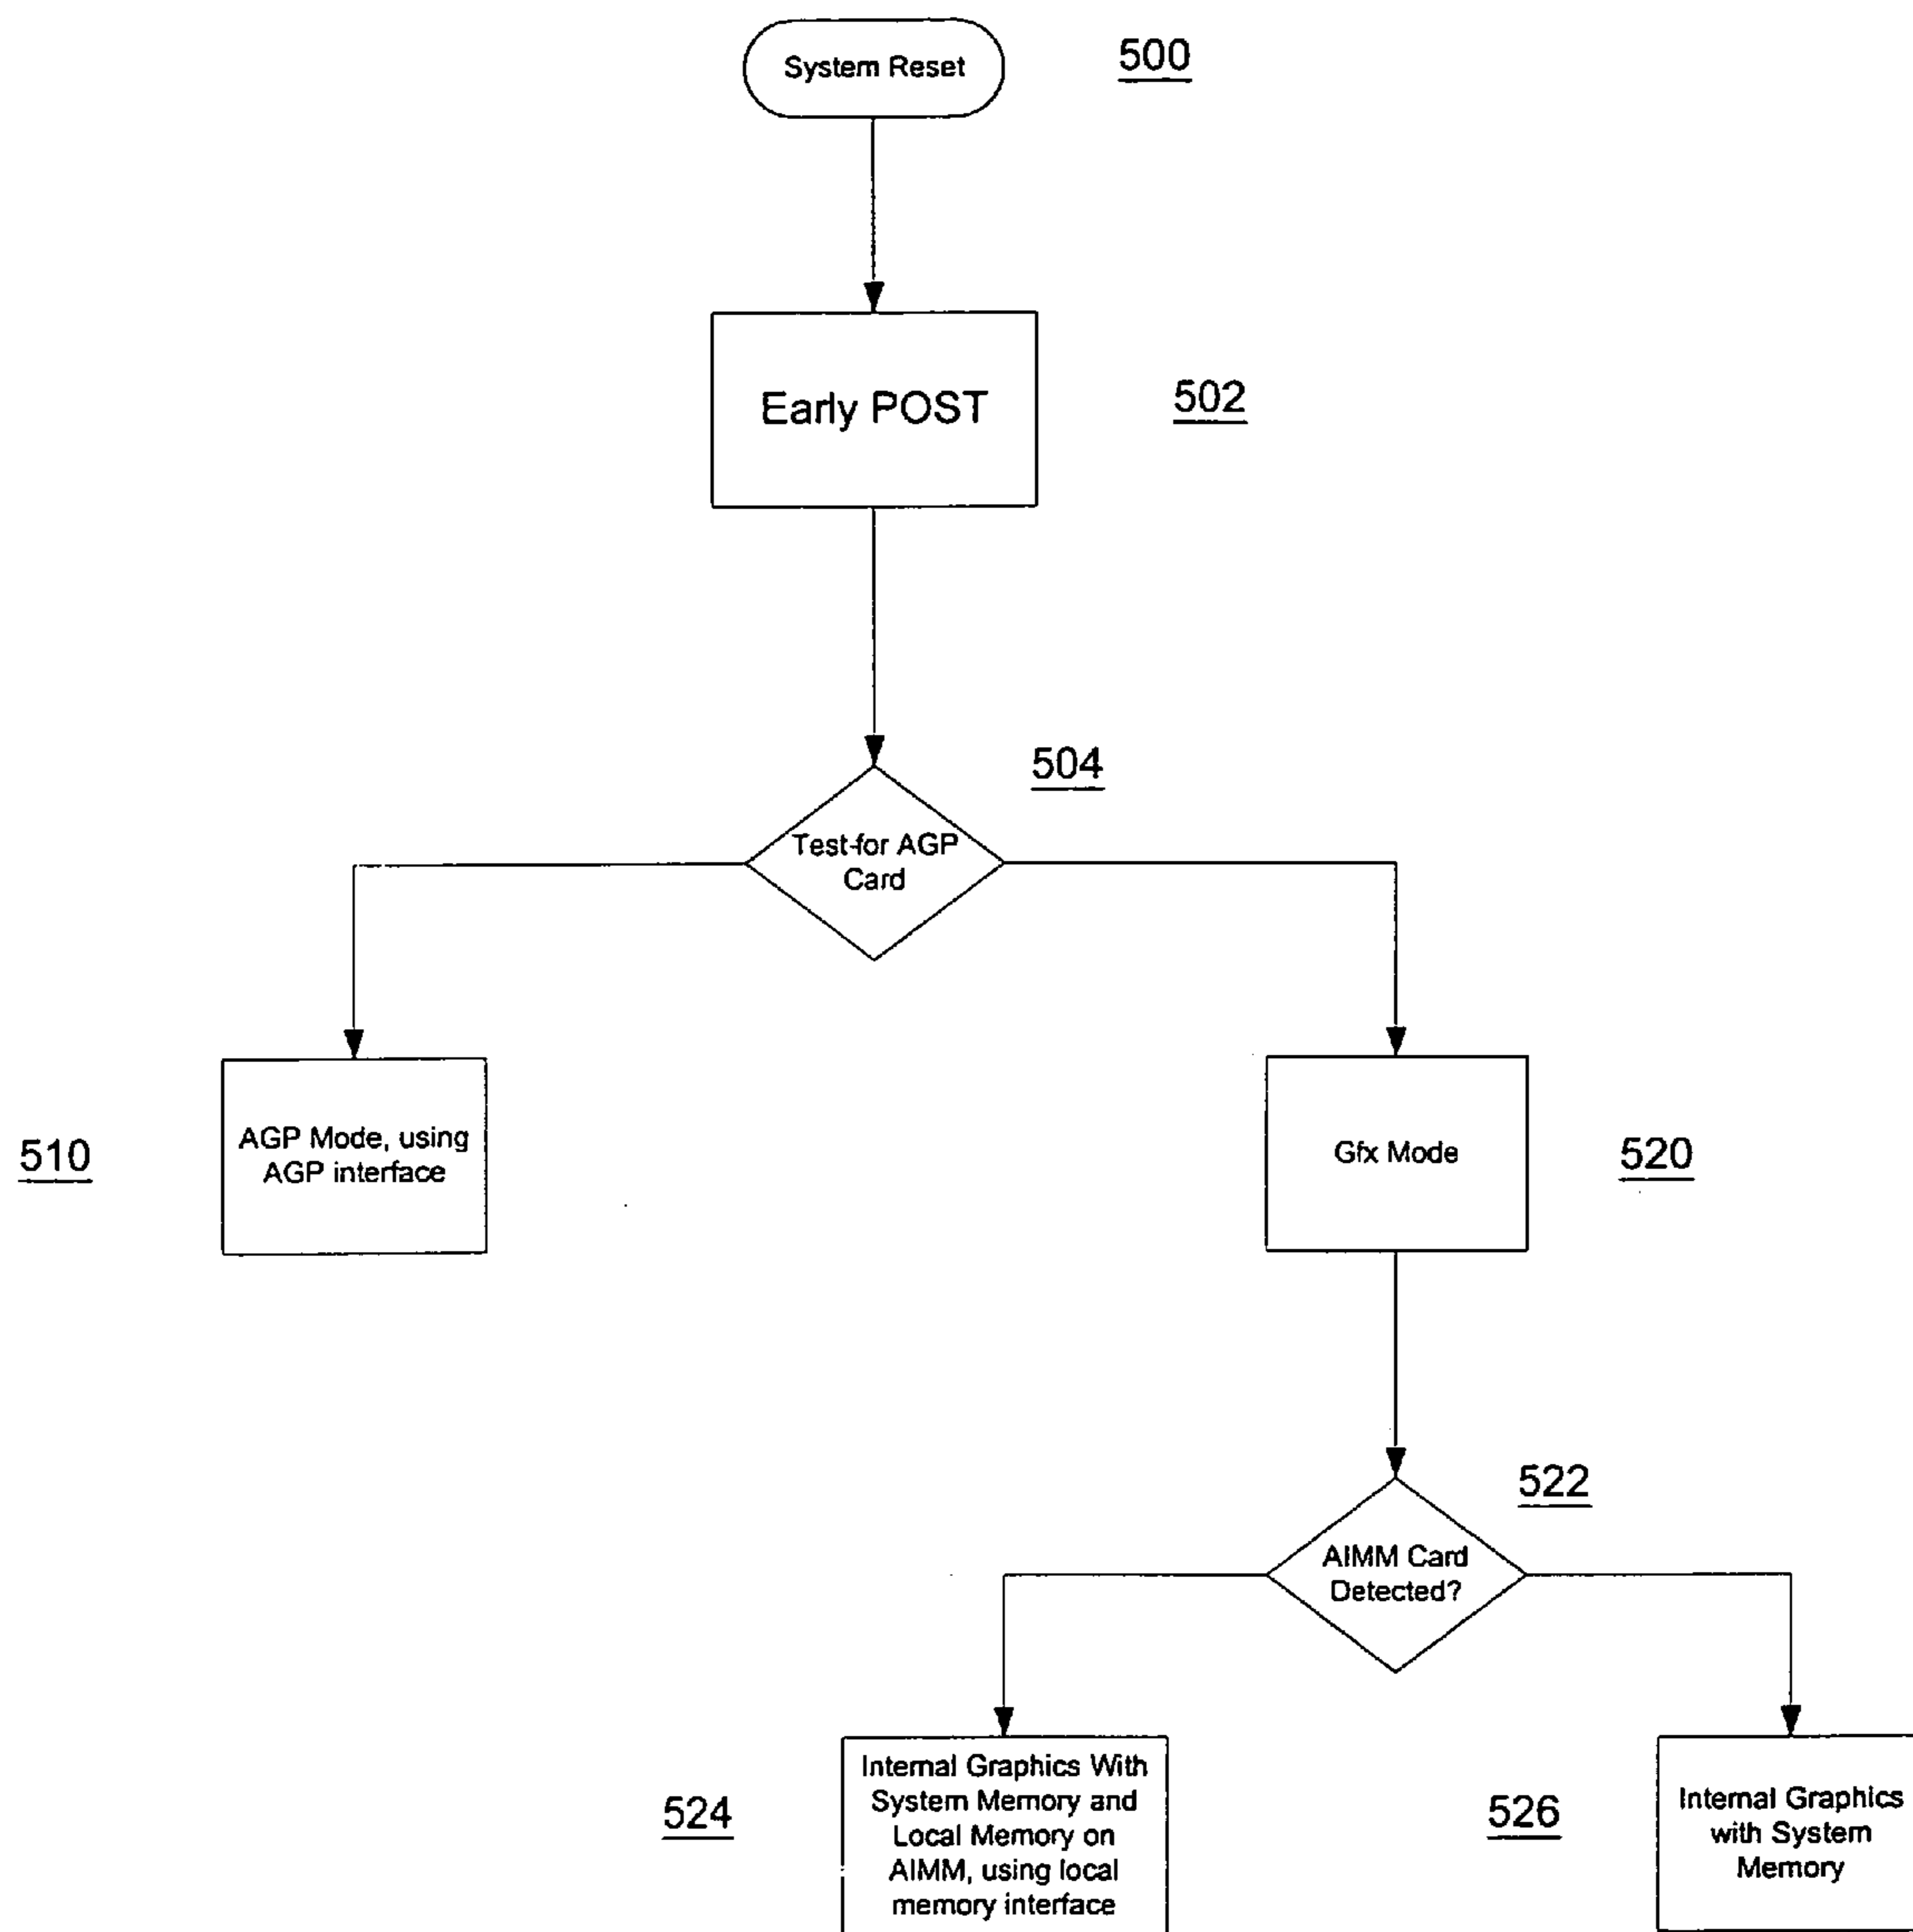 System Reset
500
Early POST
502
504
Test for AGP
Card
510
AGP Mode, using
AGP interface
Gfx Mode
520
522
AIMM Card
Detected?
524
Internal Graphics With
System Memory and
Local Memory on
AIMM, using local
memory interface
526
Internal Graphics
with System
Memory